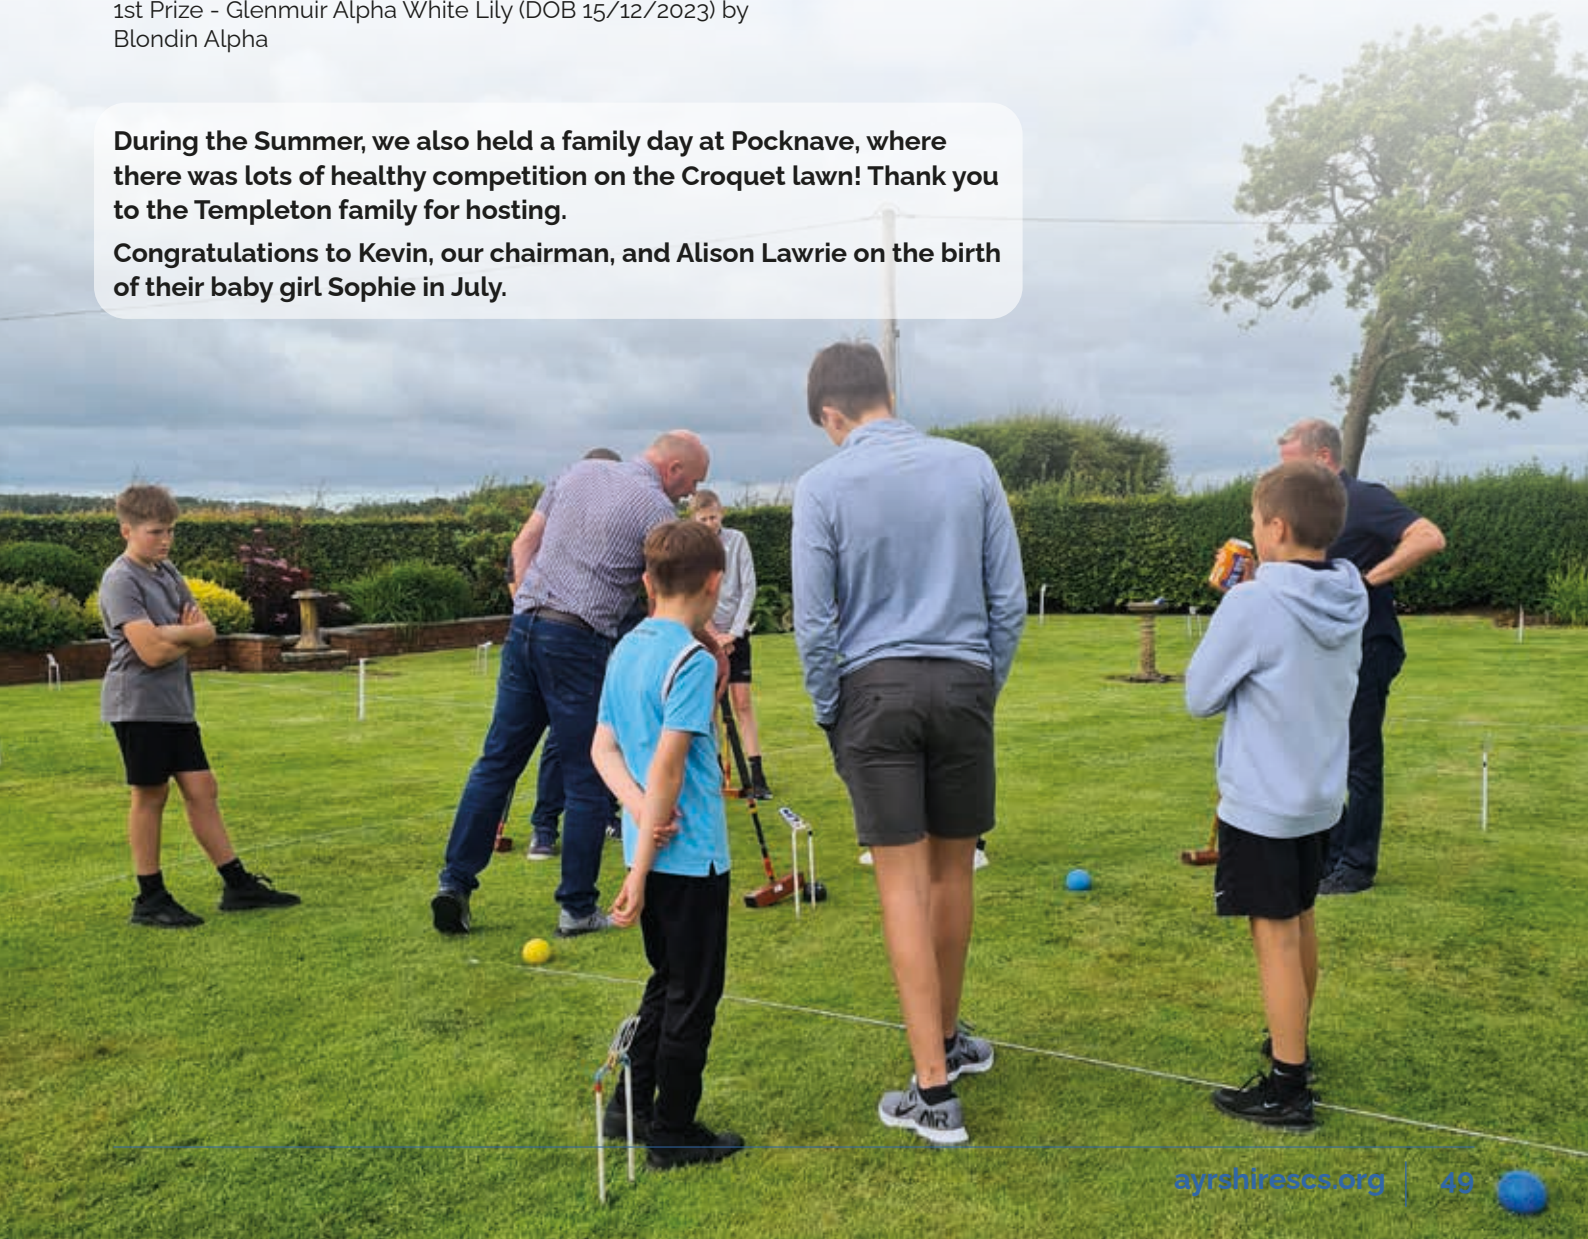 1st Prize - Glenmuir Alpha White Lily (DOB 15/12/2023) by
Blondin Alpha
During the Summer, we also held a family day at Pocknave, where
there was lots of healthy competition on the Croquet lawn! Thank you
to the Templeton family for hosting.
Congratulations to Kevin, our chairman, and Alison Lawrie on the birth
of their baby girl Sophie in July.
AIR
ayrshirescs.org | 49